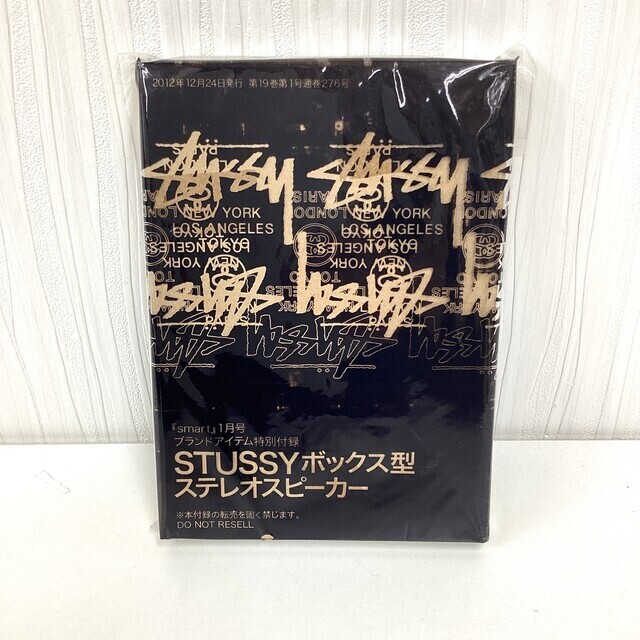 2012年12月24日発行 第19巻第1号通巻276号
Stüssy Stüssy
LONDON PARIS
NEW YORK
LOS ANGELES
TOKYO
『smart』1月号
ブランドアイテム特別付録
STUSSYボックス型
ステレオスピーカー
※本付録の転売を固く禁じます。
DO NOT RESELL